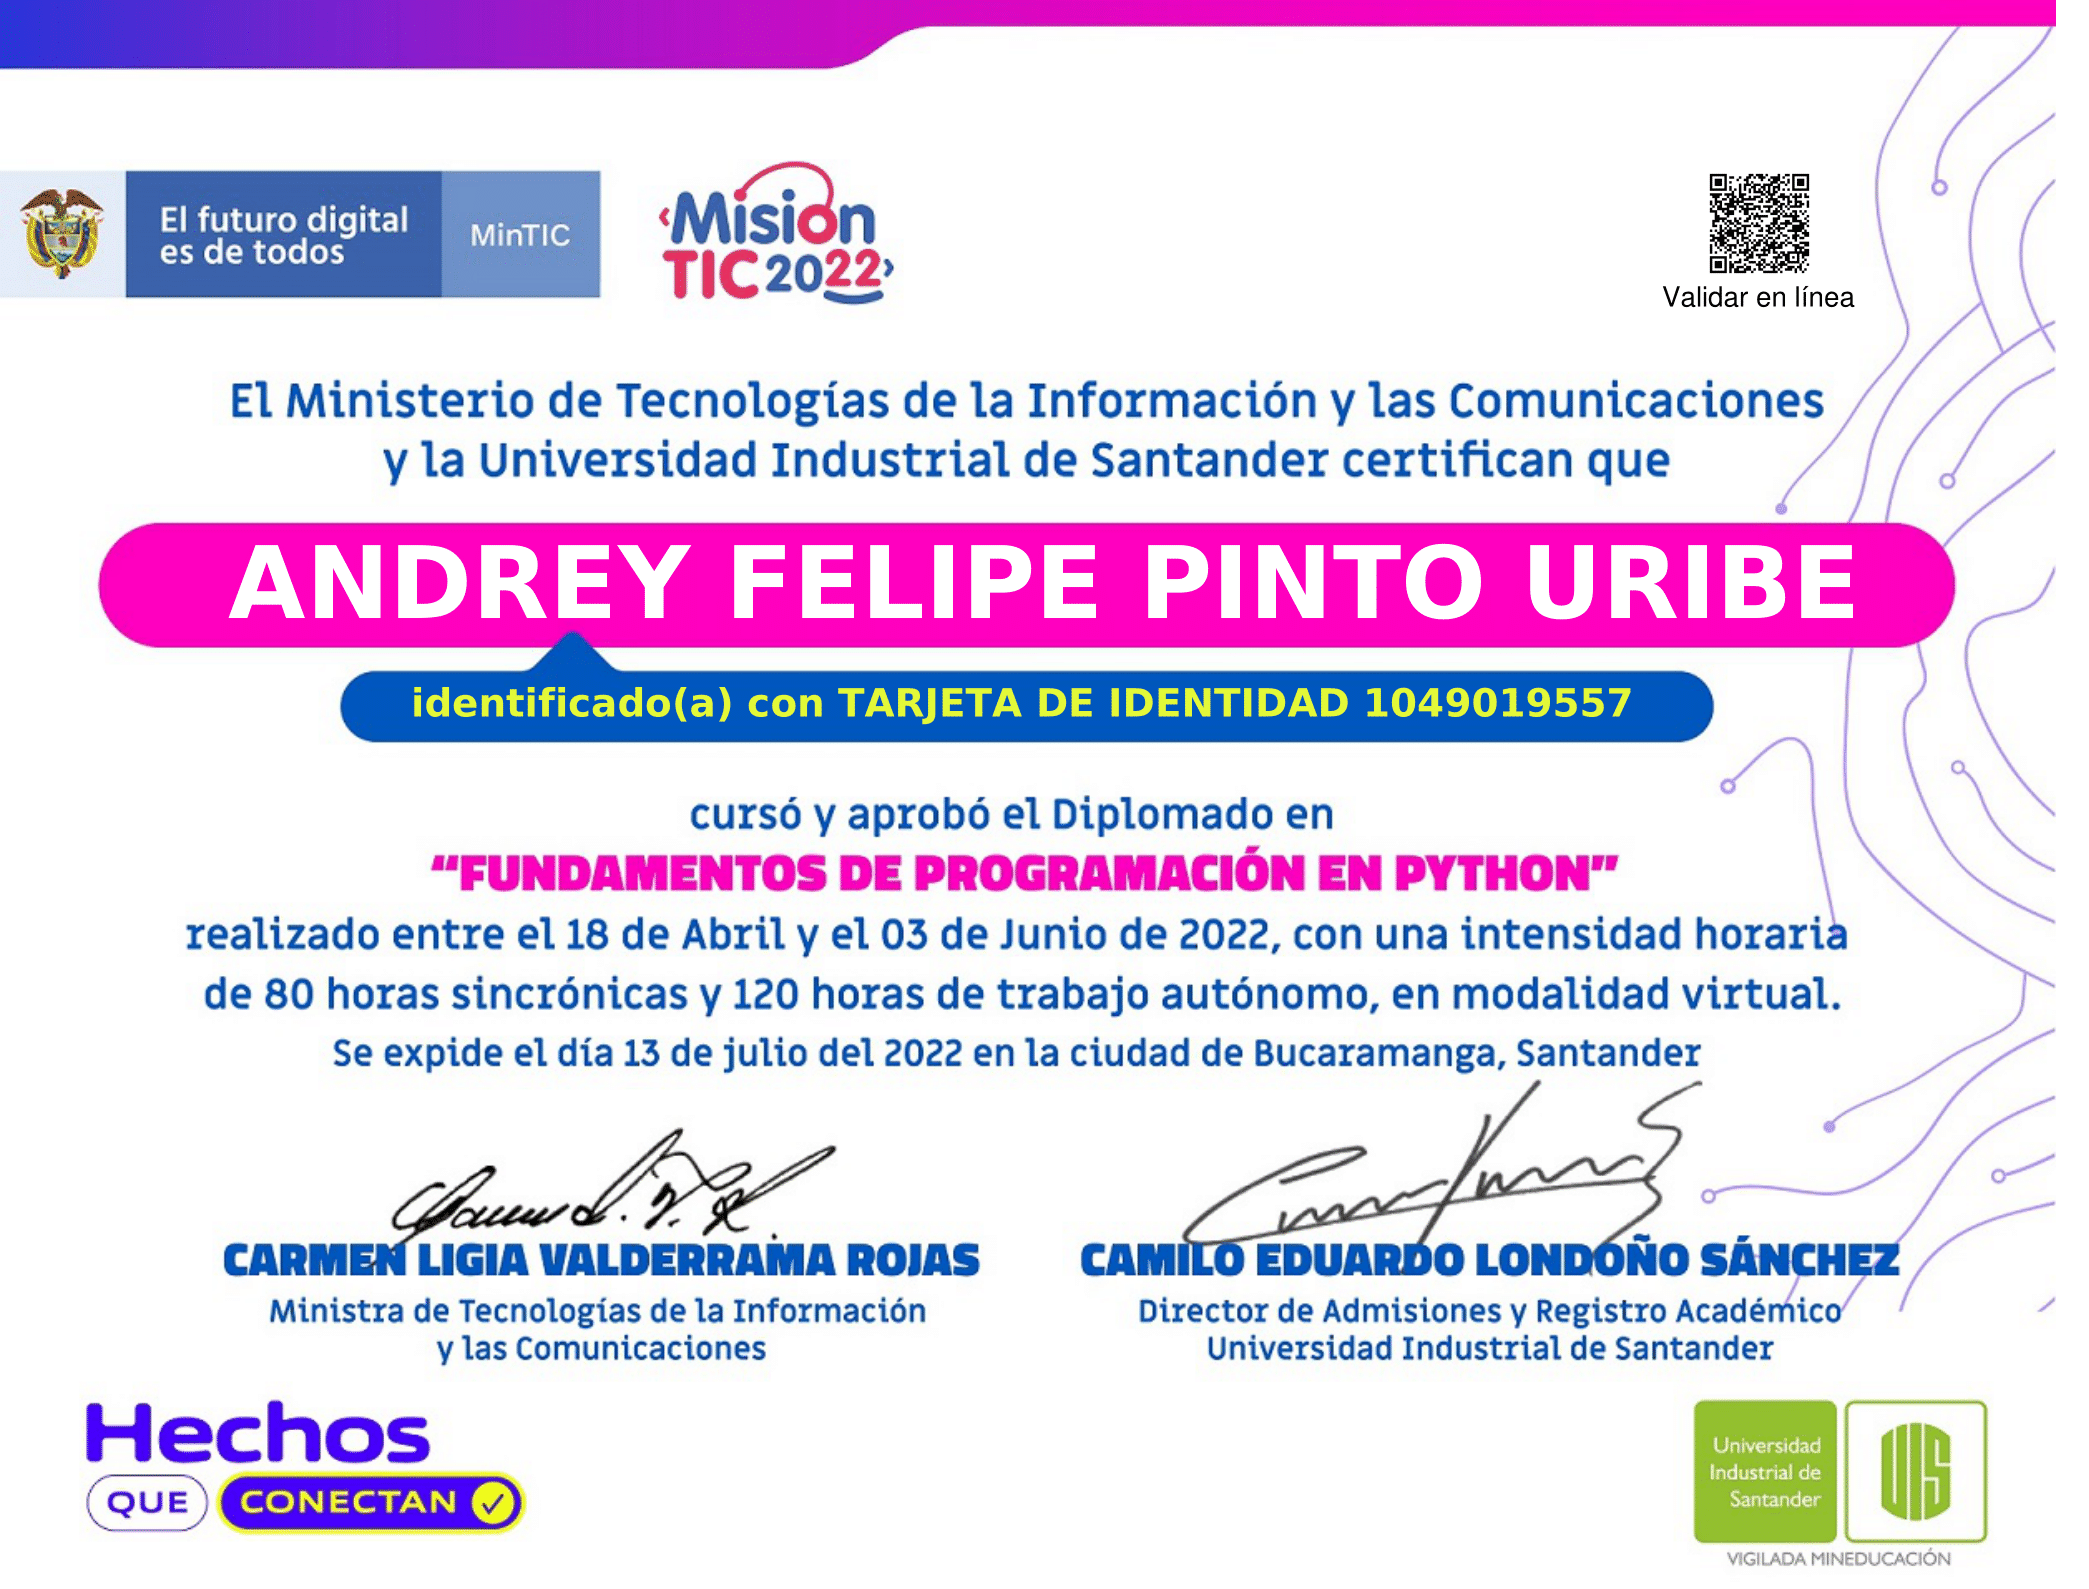 El futuro digital
es de todos
MinTIC
‹Misión
TIC 2022›
Validar en línea
El Ministerio de Tecnologías de la Información y las Comunicaciones
y la Universidad Industrial de Santander certifican que
ANDREY FELIPE PINTO URIBE
identificado(a) con TARJETA DE IDENTIDAD 1049019557
cursó y aprobó el Diplomado en
“FUNDAMENTOS DE PROGRAMACIÓN EN PYTHON”
realizado entre el 18 de Abril y el 03 de Junio de 2022, con una intensidad horaria
de 80 horas sincrónicas y 120 horas de trabajo autónomo, en modalidad virtual.
Se expide el día 13 de julio del 2022 en la ciudad de Bucaramanga, Santander
CARMEN LIGIA VALDERRAMA ROJAS
Ministra de Tecnologías de la Información
y las Comunicaciones
CAMILO EDUARDO LONDOÑO SÁNCHEZ
Director de Admisiones y Registro Académico
Universidad Industrial de Santander
Hechos
QUE CONECTAN
Universidad
Industrial de
Santander
UIS
VIGILADA MINEDUCACIÓN